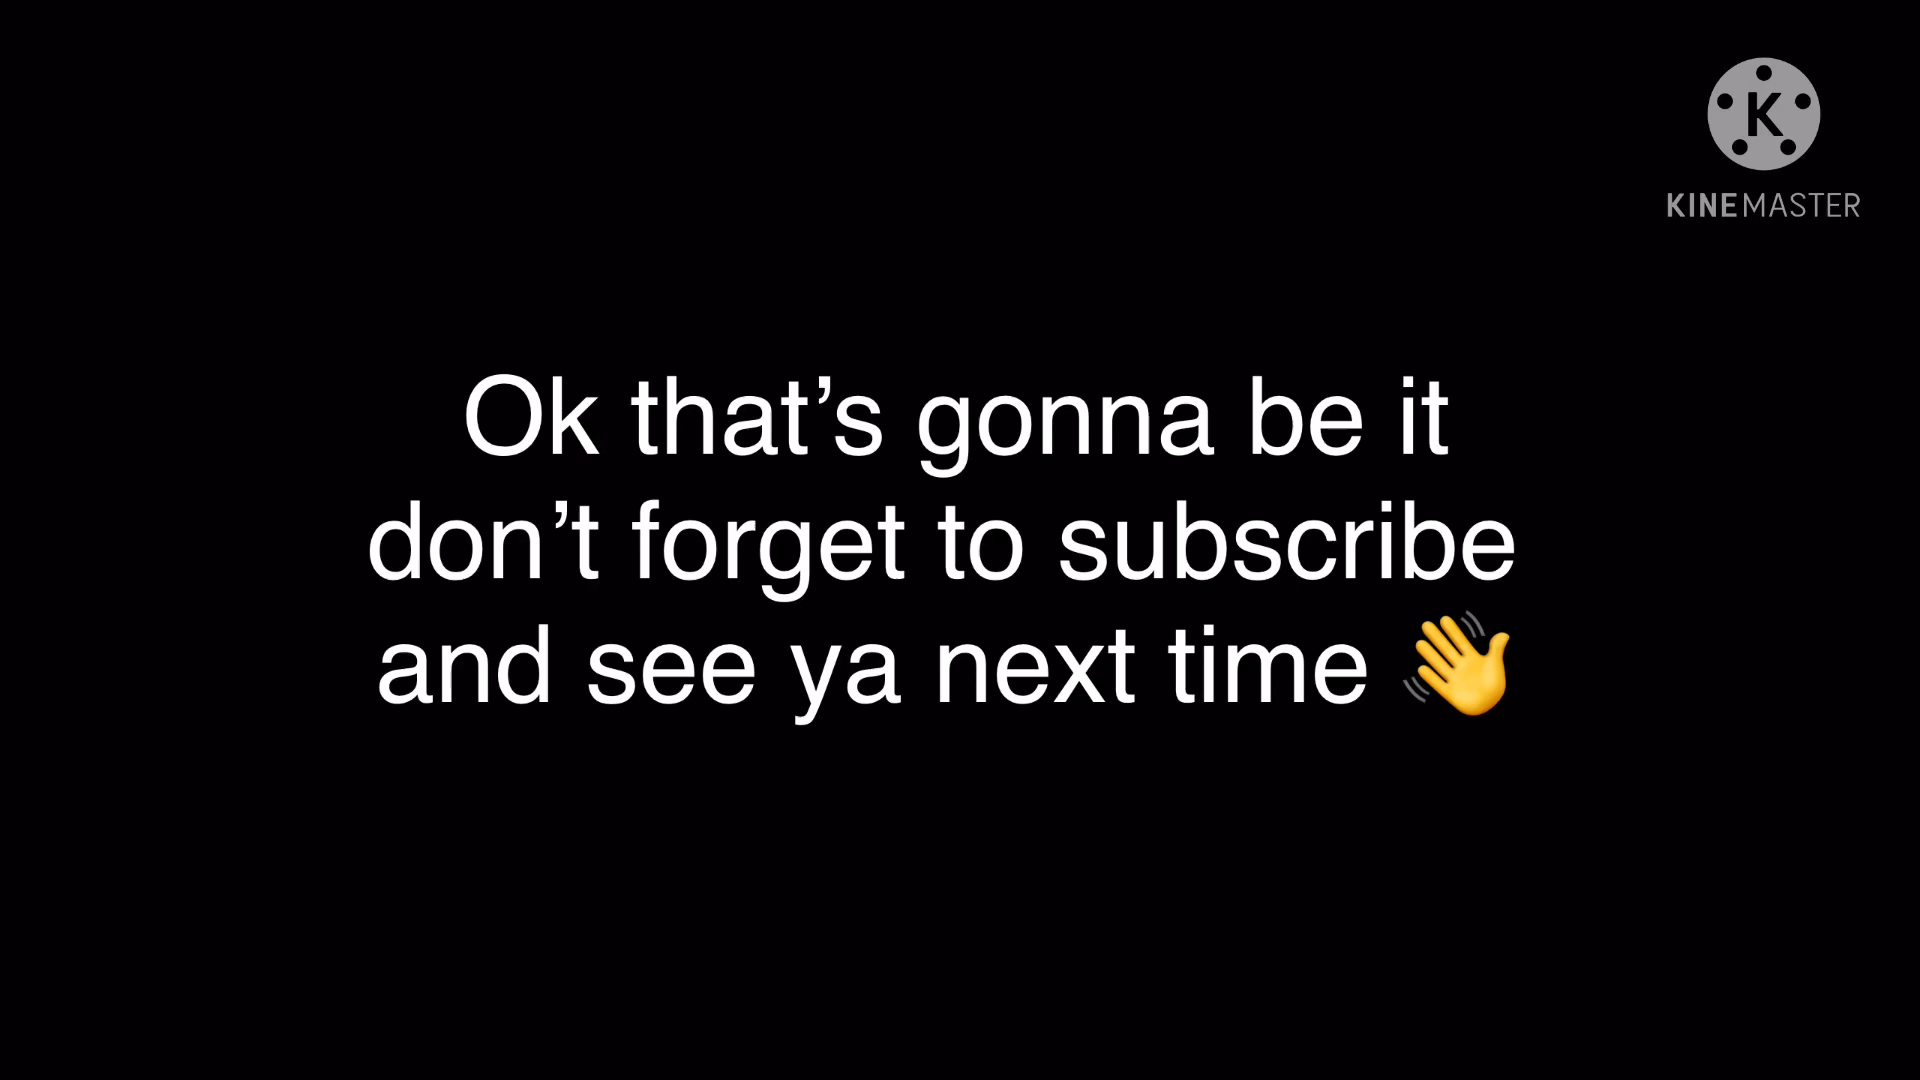 K
KINEMASTER
Ok that’s gonna be it
don’t forget to subscribe
and see ya next time 👋